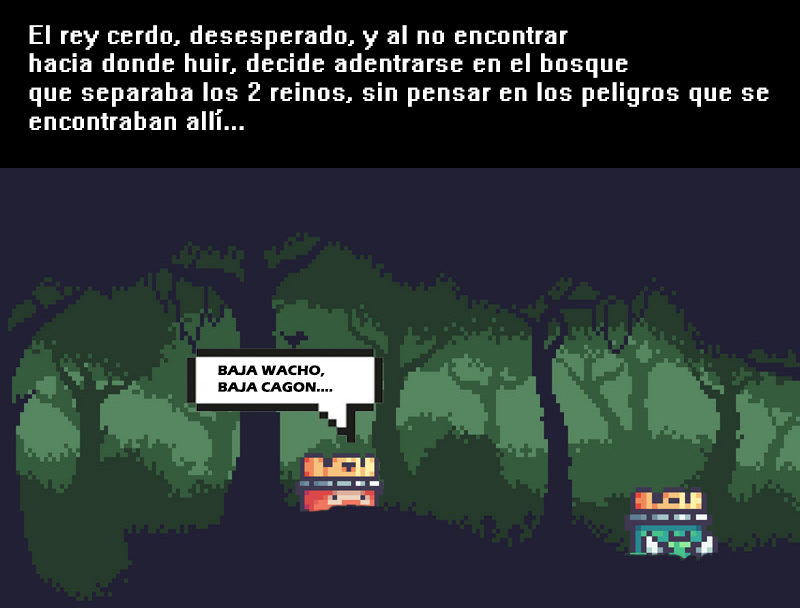 El rey cerdo, desesperado, y al no encontrar
hacia donde huir, decide adentrarse en el bosque
que separaba los 2 reinos, sin pensar en los peligros que se
encontraban allí...
BAJA WACHO,
BAJA CAGON....